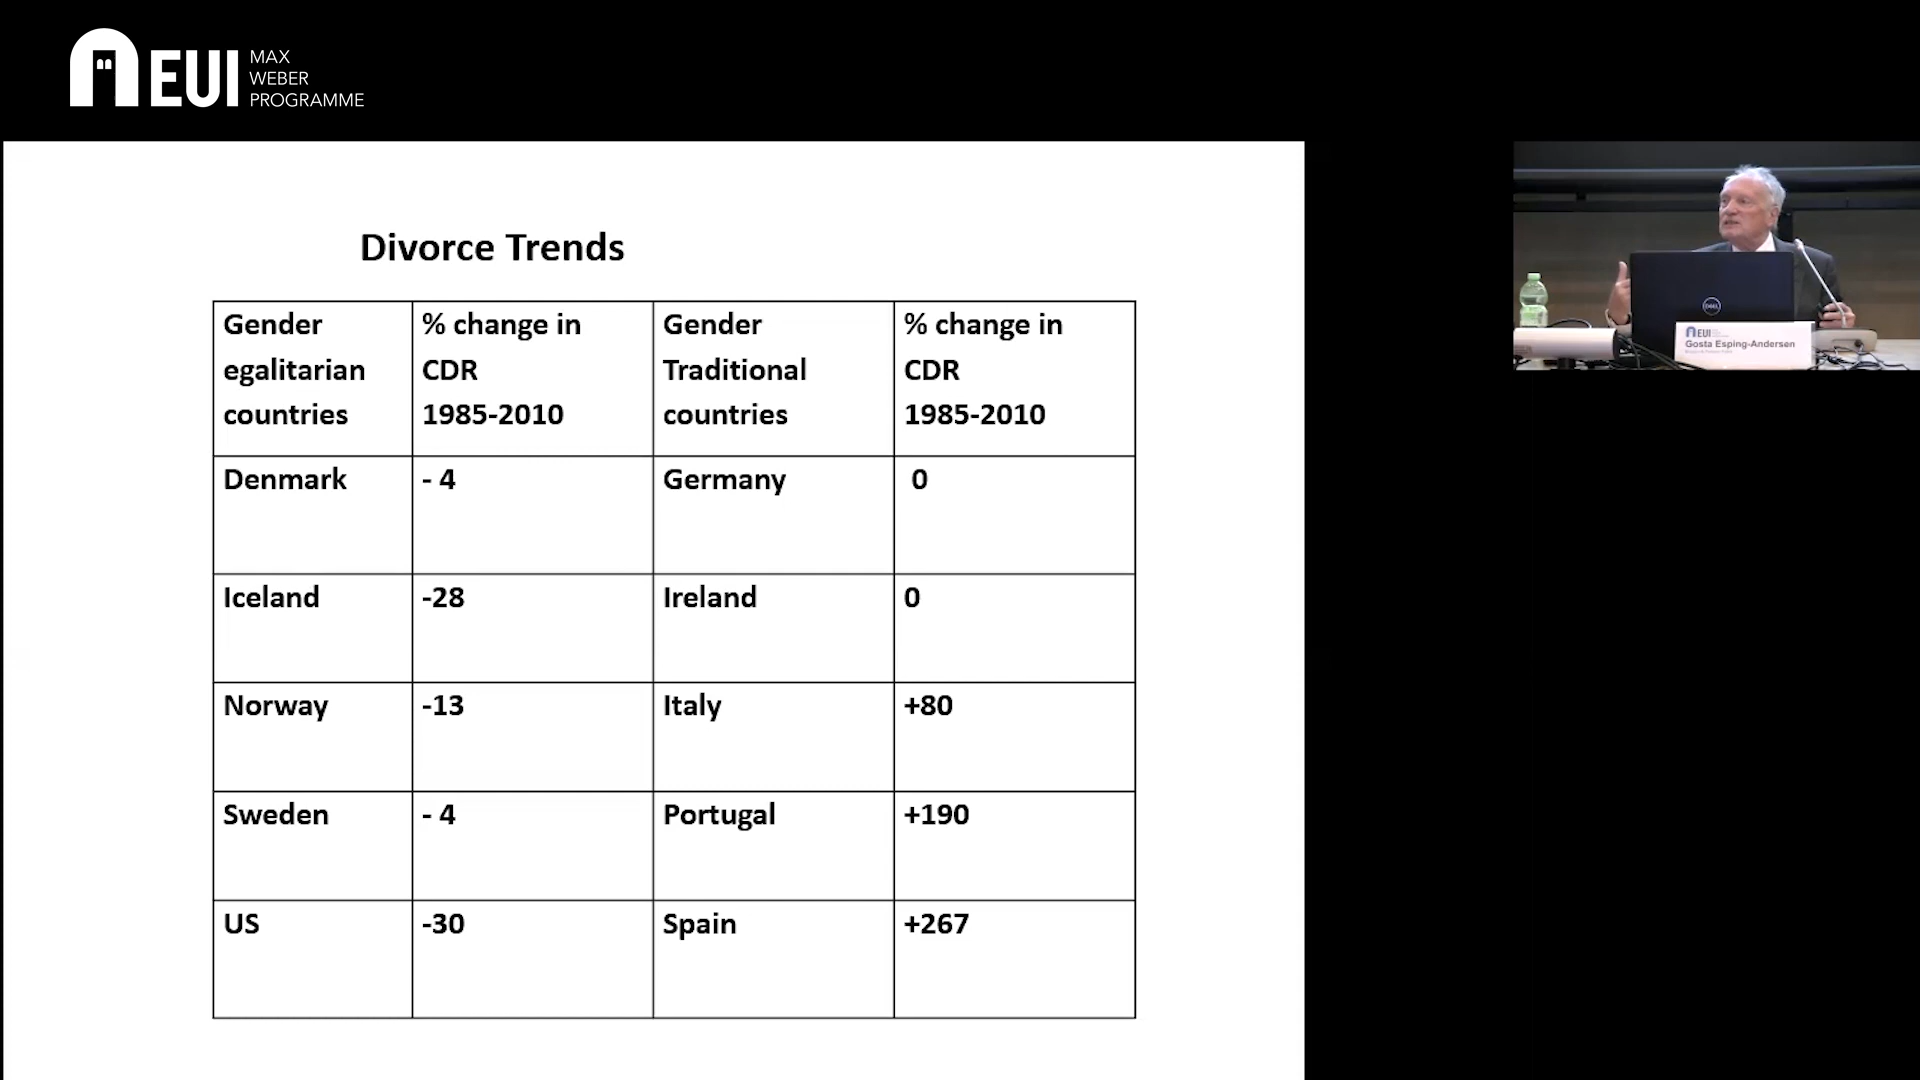 EUI
MAX
WEBER
PROGRAMME
Divorce Trends
Gender egalitarian countries
% change in CDR 1985-2010
Gender Traditional countries
% change in CDR 1985-2010
Denmark
- 4
Germany
0
Iceland
-28
Ireland
0
Norway
-13
Italy
+80
Sweden
- 4
Portugal
+190
US
-30
Spain
+267
DELL
EUI
Gosta Esping-Andersen